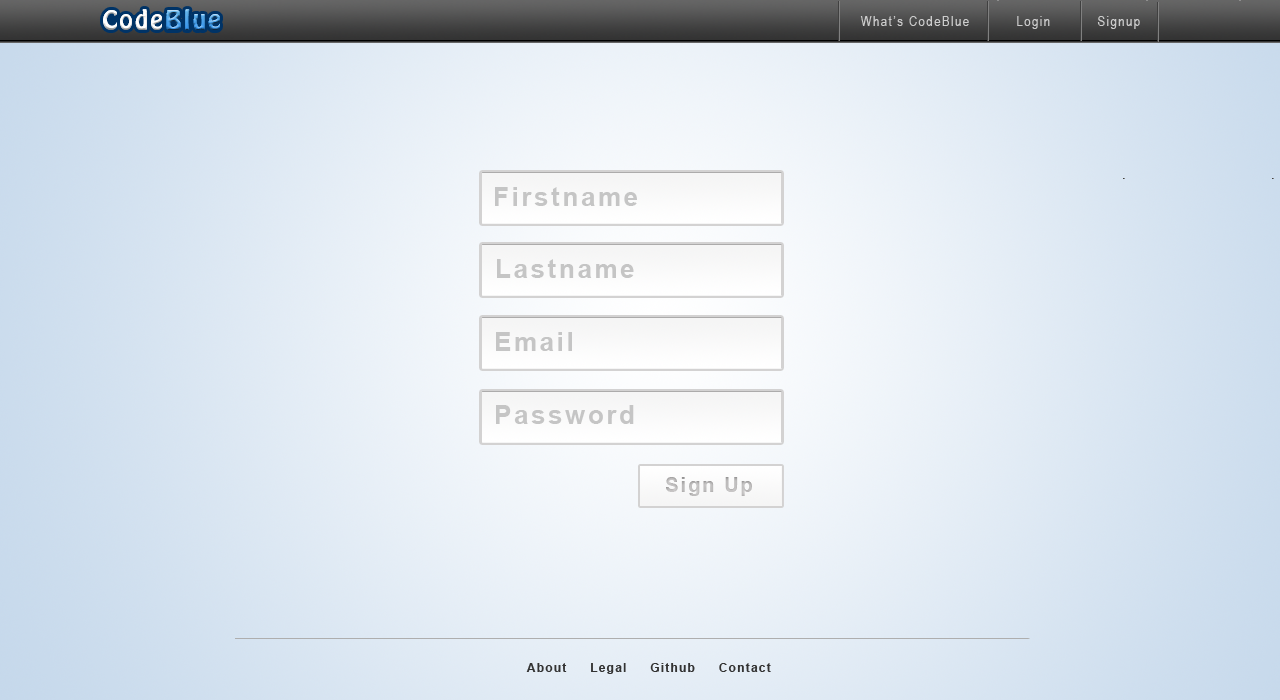 CodeBlue
What's CodeBlue Login Signup
Firstname
Lastname
Email
Password
Sign Up
About Legal Github Contact